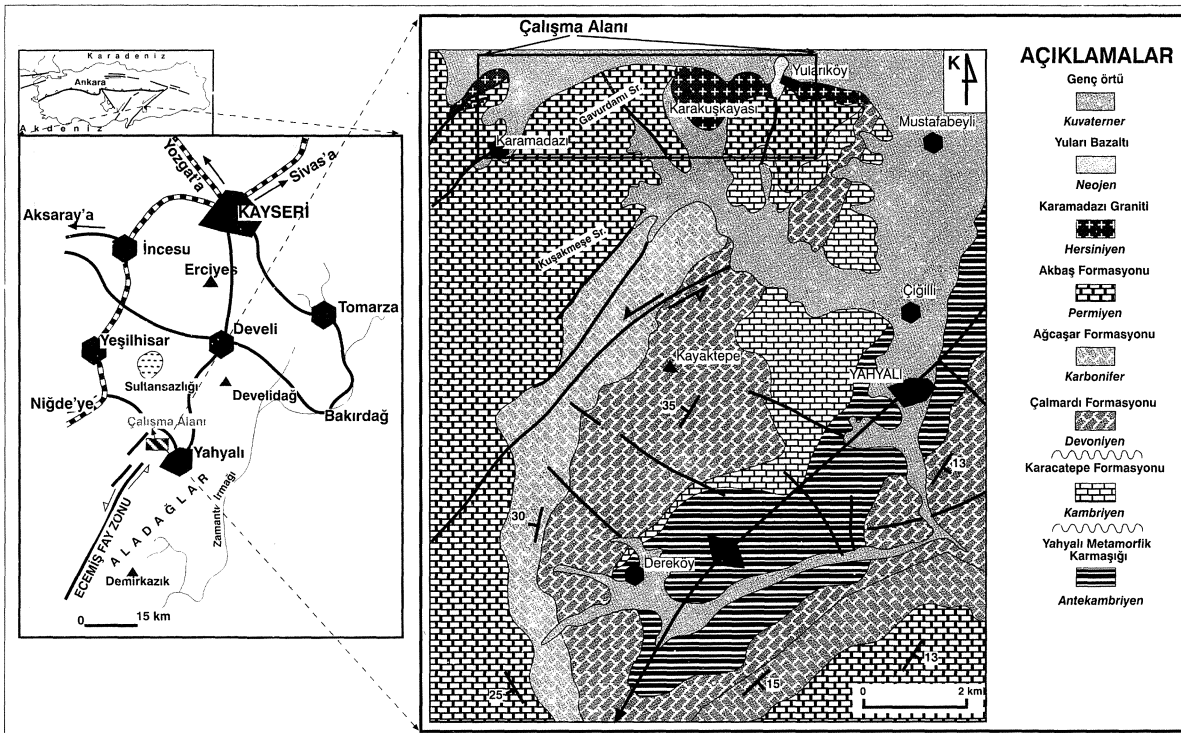 Karadeniz
Ankara
Akdeniz
Yozgat'a
Sivas'a
KAYSERİ
Aksaray'a
İncesu
Erciyes
Tomarza
Develi
Yeşilhisar
Sultansazlığı
Develidağ
Niğde'ye
Bakırdağ
Çalışma Alanı
Yahyalı
ECEMİŞ FAY ZONU
ALADAĞLAR
Zamantı Irmağı
Demirkazık
0 15 km
Çalışma Alanı
K
Yularıköy
Gavurdamı Sr.
Karakuşkayası
Mustafabeyli
Karamadazı
Kuşakmeşe Sr.
Çiğilli
Kayaktepe
YAHYALI
35
13
30
Dereköy
13
25
15
0 2 km
AÇIKLAMALAR
Genç örtü
Kuvaterner
Yuları Bazaltı
Neojen
Karamadazı Graniti
Hersiniyen
Akbaş Formasyonu
Permiyen
Ağcaşar Formasyonu
Karbonifer
Çalmardı Formasyonu
Devoniyen
Karacatepe Formasyonu
Kambriyen
Yahyalı Metamorfik
Karmaşığı
Antekambriyen